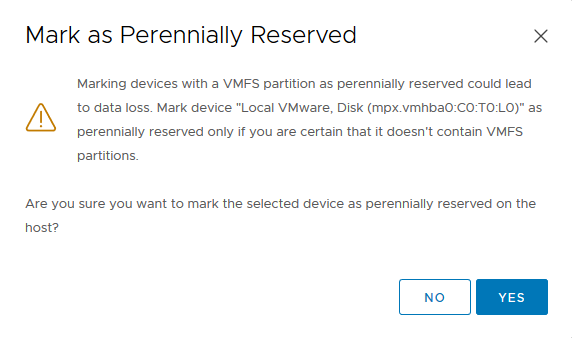 Mark as Perennially Reserved
Marking devices with a VMFS partition as perennially reserved could lead
to data loss. Mark device "Local VMware, Disk (mpx.vmhba0:C0:T0:L0)" as
perennially reserved only if you are certain that it doesn't contain VMFS
partitions.
Are you sure you want to mark the selected device as perennially reserved on the
host?
NO
YES